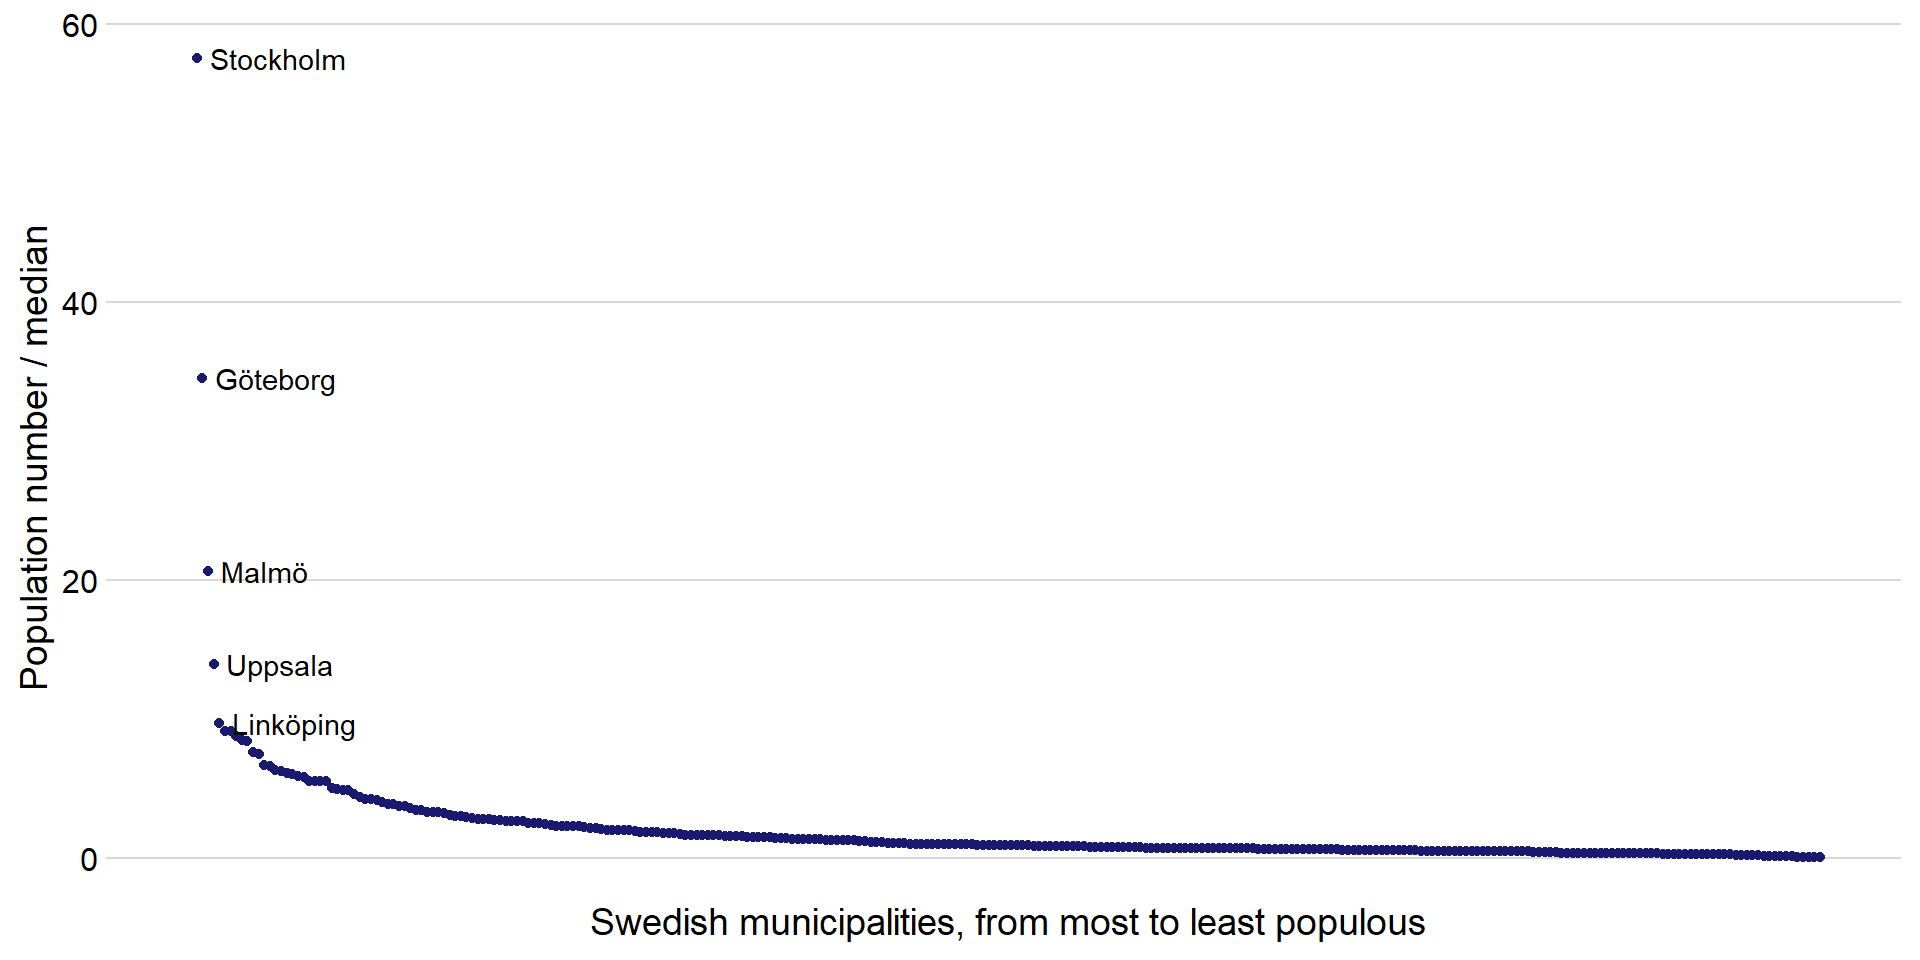 60
Stockholm
Population number / median
40
Göteborg
20
Malmö
Uppsala
Linköping
0
Swedish municipalities, from most to least populous